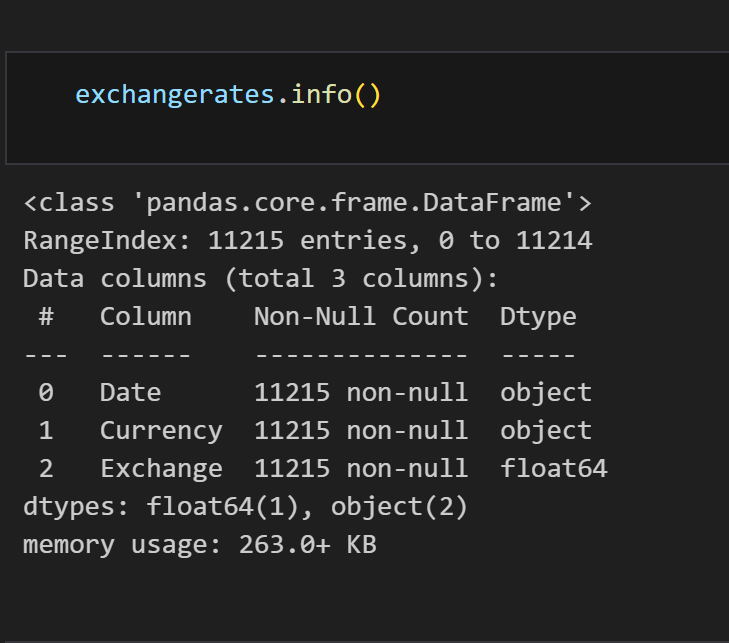 exchangerates.info()
<class 'pandas.core.frame.DataFrame'>
RangeIndex: 11215 entries, 0 to 11214
Data columns (total 3 columns):
 #   Column    Non-Null Count  Dtype
---  ------    --------------  -----
 0   Date      11215 non-null  object
 1   Currency  11215 non-null  object
 2   Exchange  11215 non-null  float64
dtypes: float64(1), object(2)
memory usage: 263.0+ KB